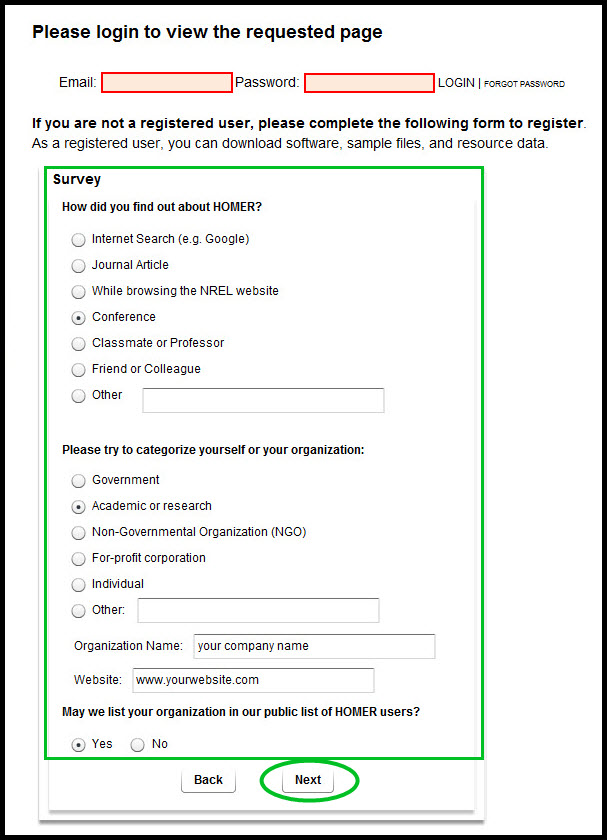 Please login to view the requested page
Email: Password: LOGIN | FORGOT PASSWORD
If you are not a registered user, please complete the following form to register.
As a registered user, you can download software, sample files, and resource data.
Survey
How did you find out about HOMER?
Internet Search (e.g. Google)
Journal Article
While browsing the NREL website
Conference
Classmate or Professor
Friend or Colleague
Other
Please try to categorize yourself or your organization:
Government
Academic or research
Non-Governmental Organization (NGO)
For-profit corporation
Individual
Other:
Organization Name: your company name
Website: www.yourwebsite.com
May we list your organization in our public list of HOMER users?
Yes No
Back Next